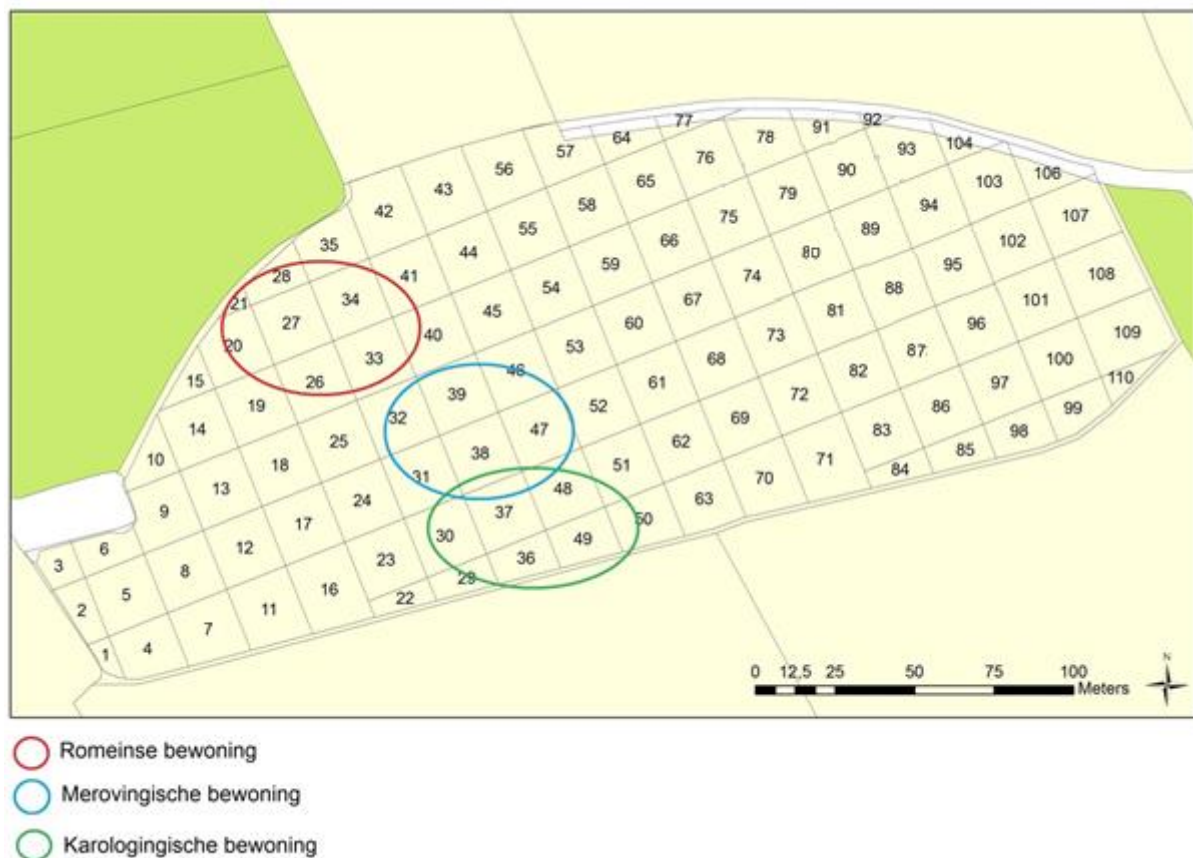 77 92
64 78 91 104
57 76 93
56 65 90 103 106
43 58 79 94 107
42 55 75 89 102
35 44 66 80 95 108
28 41 59 74 88 101
21 34 54 67 81 96 109
27 45 60 73 87 100 110
20 33 40 53 68 82 97 99
15 26 39 46 61 72 86 98
14 19 32 47 52 69 83 85
10 25 38 62 71 84
9 13 18 31 48 51 70
3 6 12 17 24 30 37 49 50 63
2 5 8 16 23 29 36
1 4 7 11 22
N
0 12,5 25 50 75 100
Meters
Romeinse bewoning
Merovingische bewoning
Karologingische bewoning